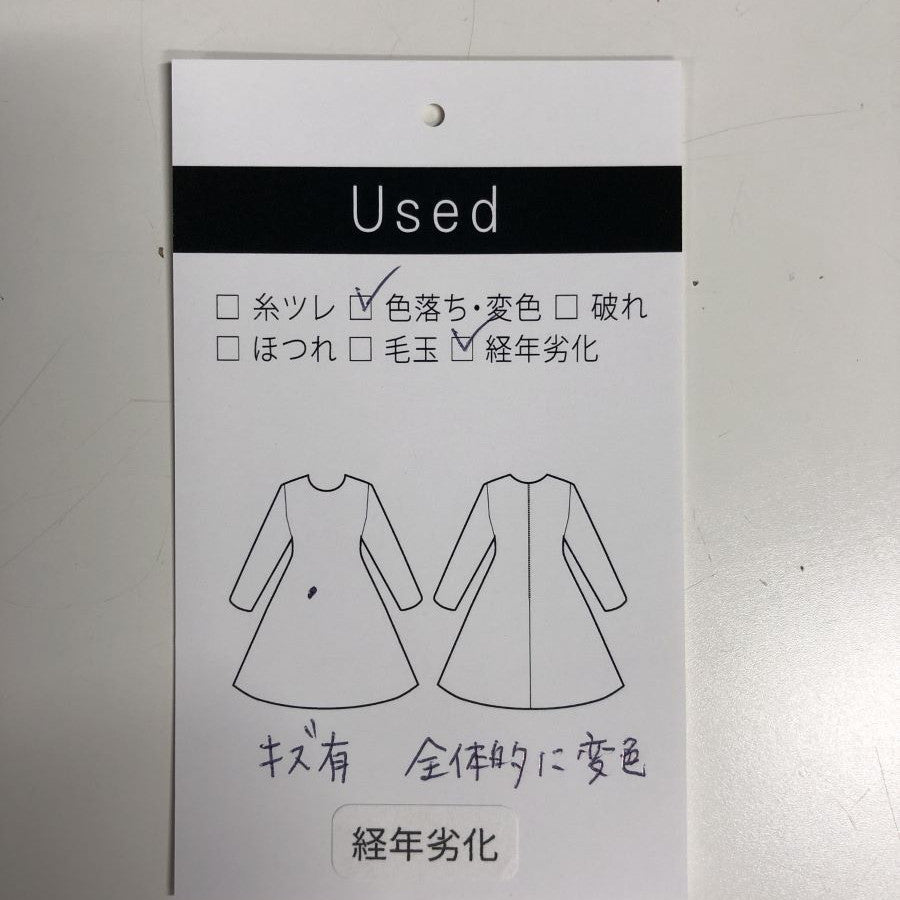 Used
□ 糸ツレ ☑ 色落ち・変色 □ 破れ
□ ほつれ □ 毛玉 ☑ 経年劣化
キズ有 全体的に変色
経年劣化